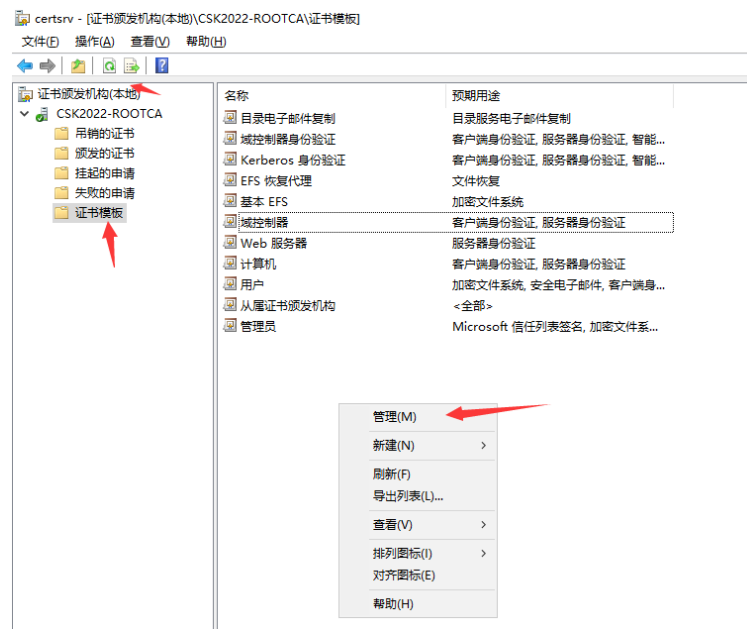 certsrv - [证书颁发机构(本地)\CSK2022-ROOTCA\证书模板]
文件(F) 操作(A) 查看(V) 帮助(H)
证书颁发机构(本地)
CSK2022-ROOTCA
吊销的证书
颁发的证书
挂起的申请
失败的申请
证书模板
名称 预期用途
目录电子邮件复制 目录服务电子邮件复制
域控制器身份验证 客户端身份验证, 服务器身份验证, 智能...
Kerberos 身份验证 客户端身份验证, 服务器身份验证, 智能...
EFS 恢复代理 文件恢复
基本 EFS 加密文件系统
域控制器 客户端身份验证, 服务器身份验证
Web 服务器 服务器身份验证
计算机 客户端身份验证, 服务器身份验证
用户 加密文件系统, 安全电子邮件, 客户端身...
从属证书颁发机构 <全部>
管理员 Microsoft 信任列表签名, 加密文件系...
管理(M)
新建(N)
刷新(F)
导出列表(L)...
查看(V)
排列图标(I)
对齐图标(E)
帮助(H)